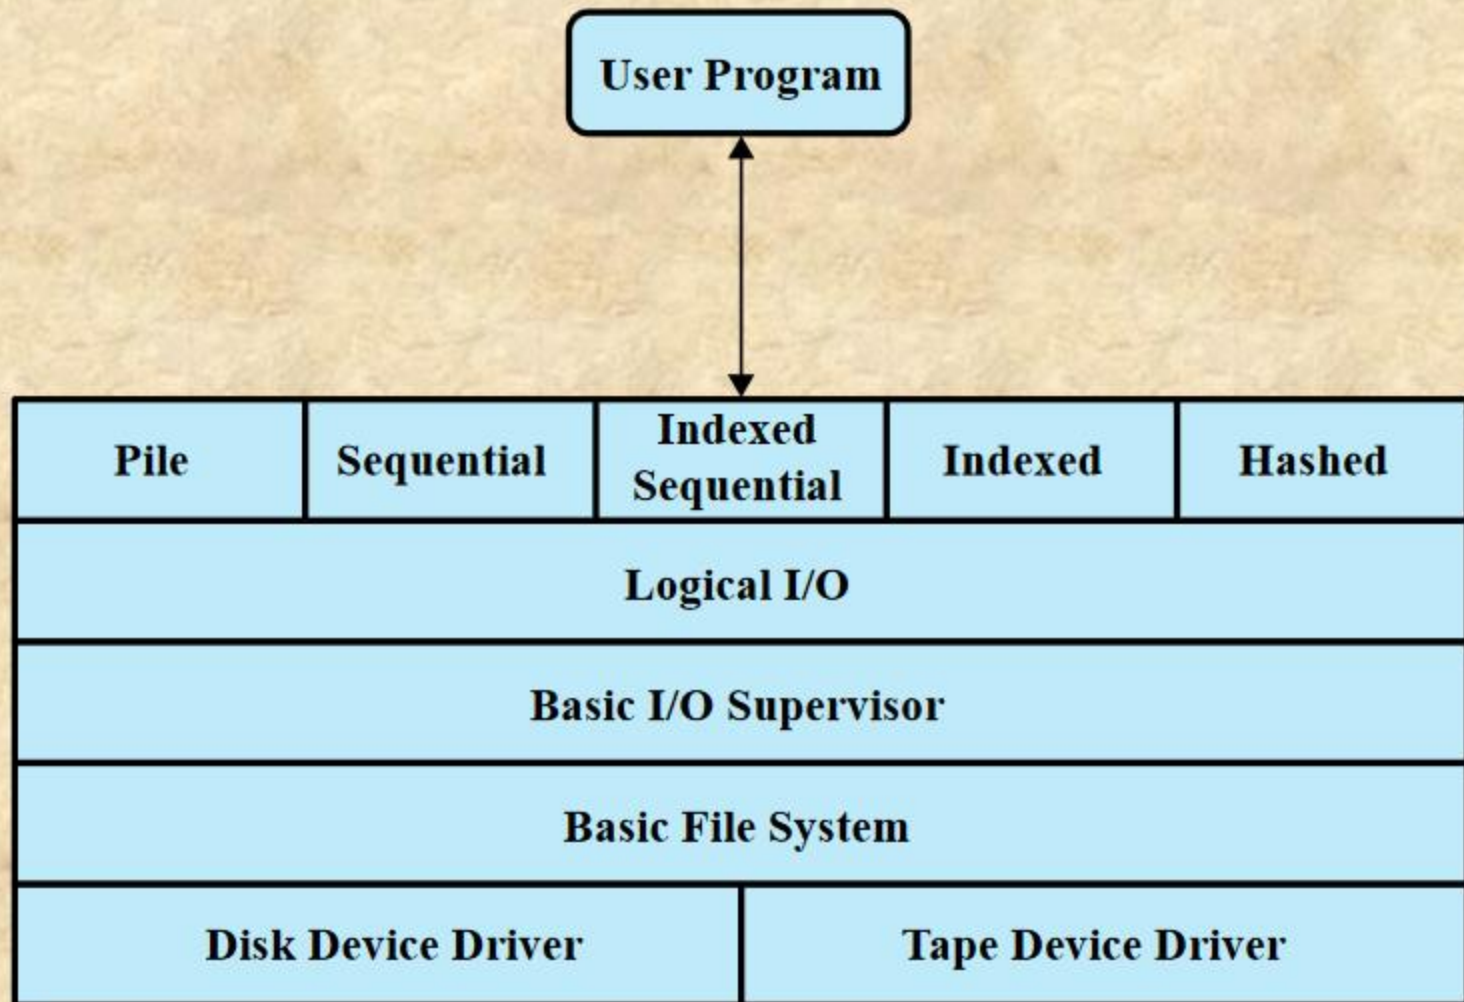 User Program
Pile
Sequential
Indexed
Sequential
Indexed
Hashed
Logical I/O
Basic I/O Supervisor
Basic File System
Disk Device Driver
Tape Device Driver